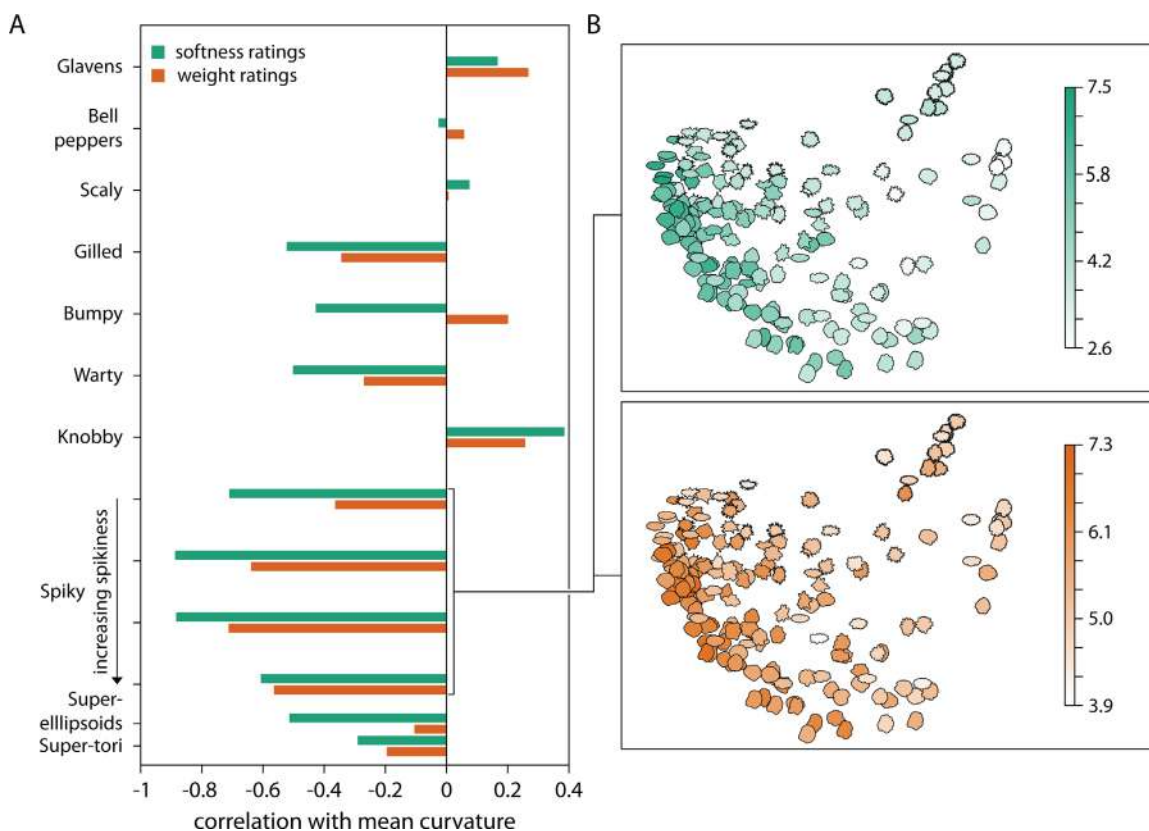 A
B
softness ratings
weight ratings
Glavens
Bell
peppers
Scaly
Gilled
Bumpy
Warty
Knobby
Spiky
increasing spikiness
Super-
elllipsoids
Super-tori
-1 -0.8 -0.6 -0.4 -0.2 0 0.2 0.4
correlation with mean curvature
7.5
5.8
4.2
2.6
7.3
6.1
5.0
3.9